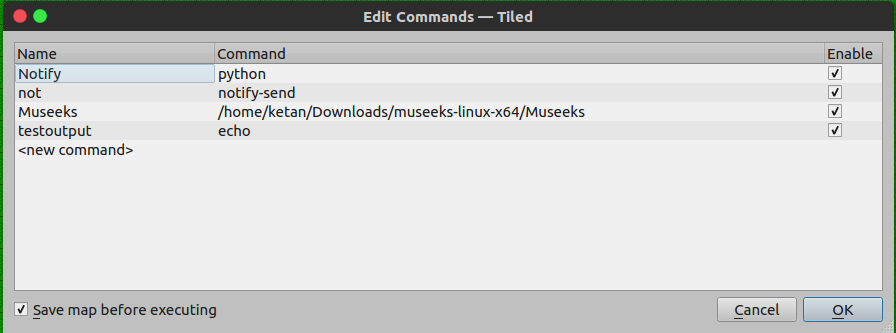 Edit Commands — Tiled
Name Command Enable
Notify python
not notify-send
Museeks /home/ketan/Downloads/museeks-linux-x64/Museeks
testoutput echo
<new command>
Save map before executing Cancel OK